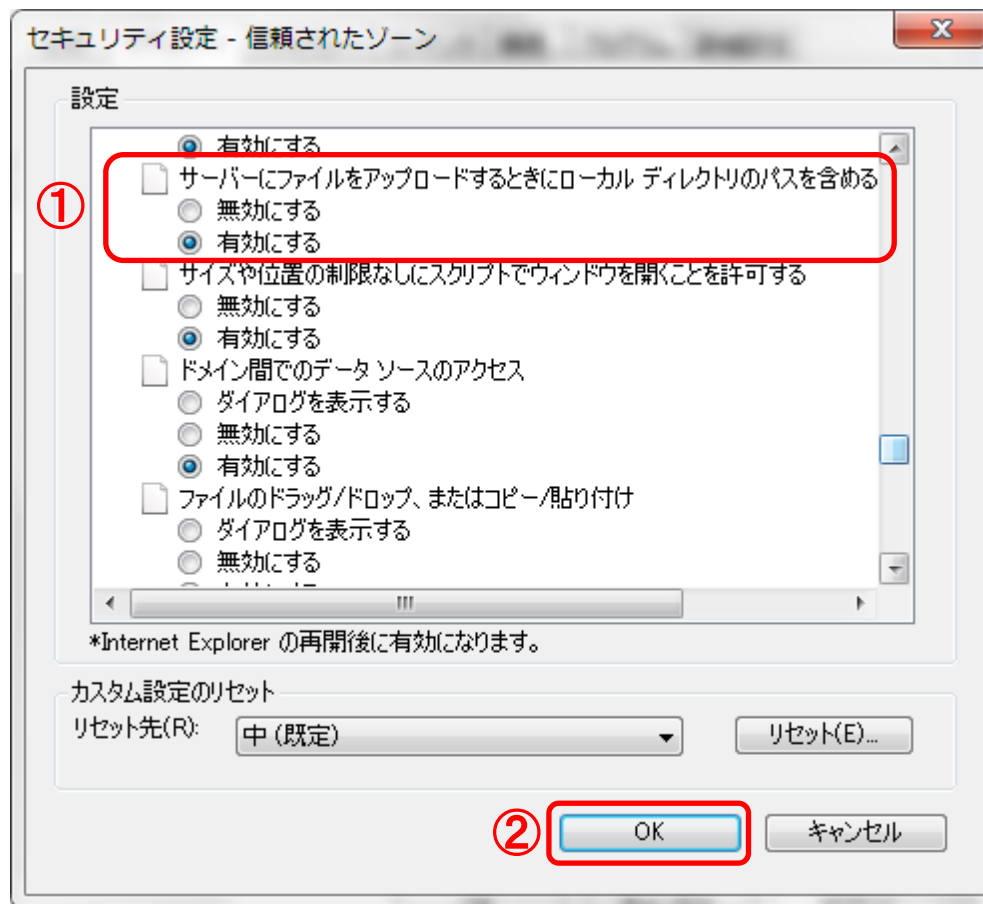 セキュリティ設定 - 信頼されたゾーン
設定
有効にする
①
サーバーにファイルをアップロードするときにローカル ディレクトリのパスを含める
無効にする
有効にする
サイズや位置の制限なしにスクリプトでウィンドウを開くことを許可する
無効にする
有効にする
ドメイン間でのデータ ソースのアクセス
ダイアログを表示する
無効にする
有効にする
ファイルのドラッグ/ドロップ、またはコピー/貼り付け
ダイアログを表示する
無効にする
*Internet Explorer の再開後に有効になります。
カスタム設定のリセット
リセット先(R):
中 (既定)
リセット(E)...
②
OK
キャンセル